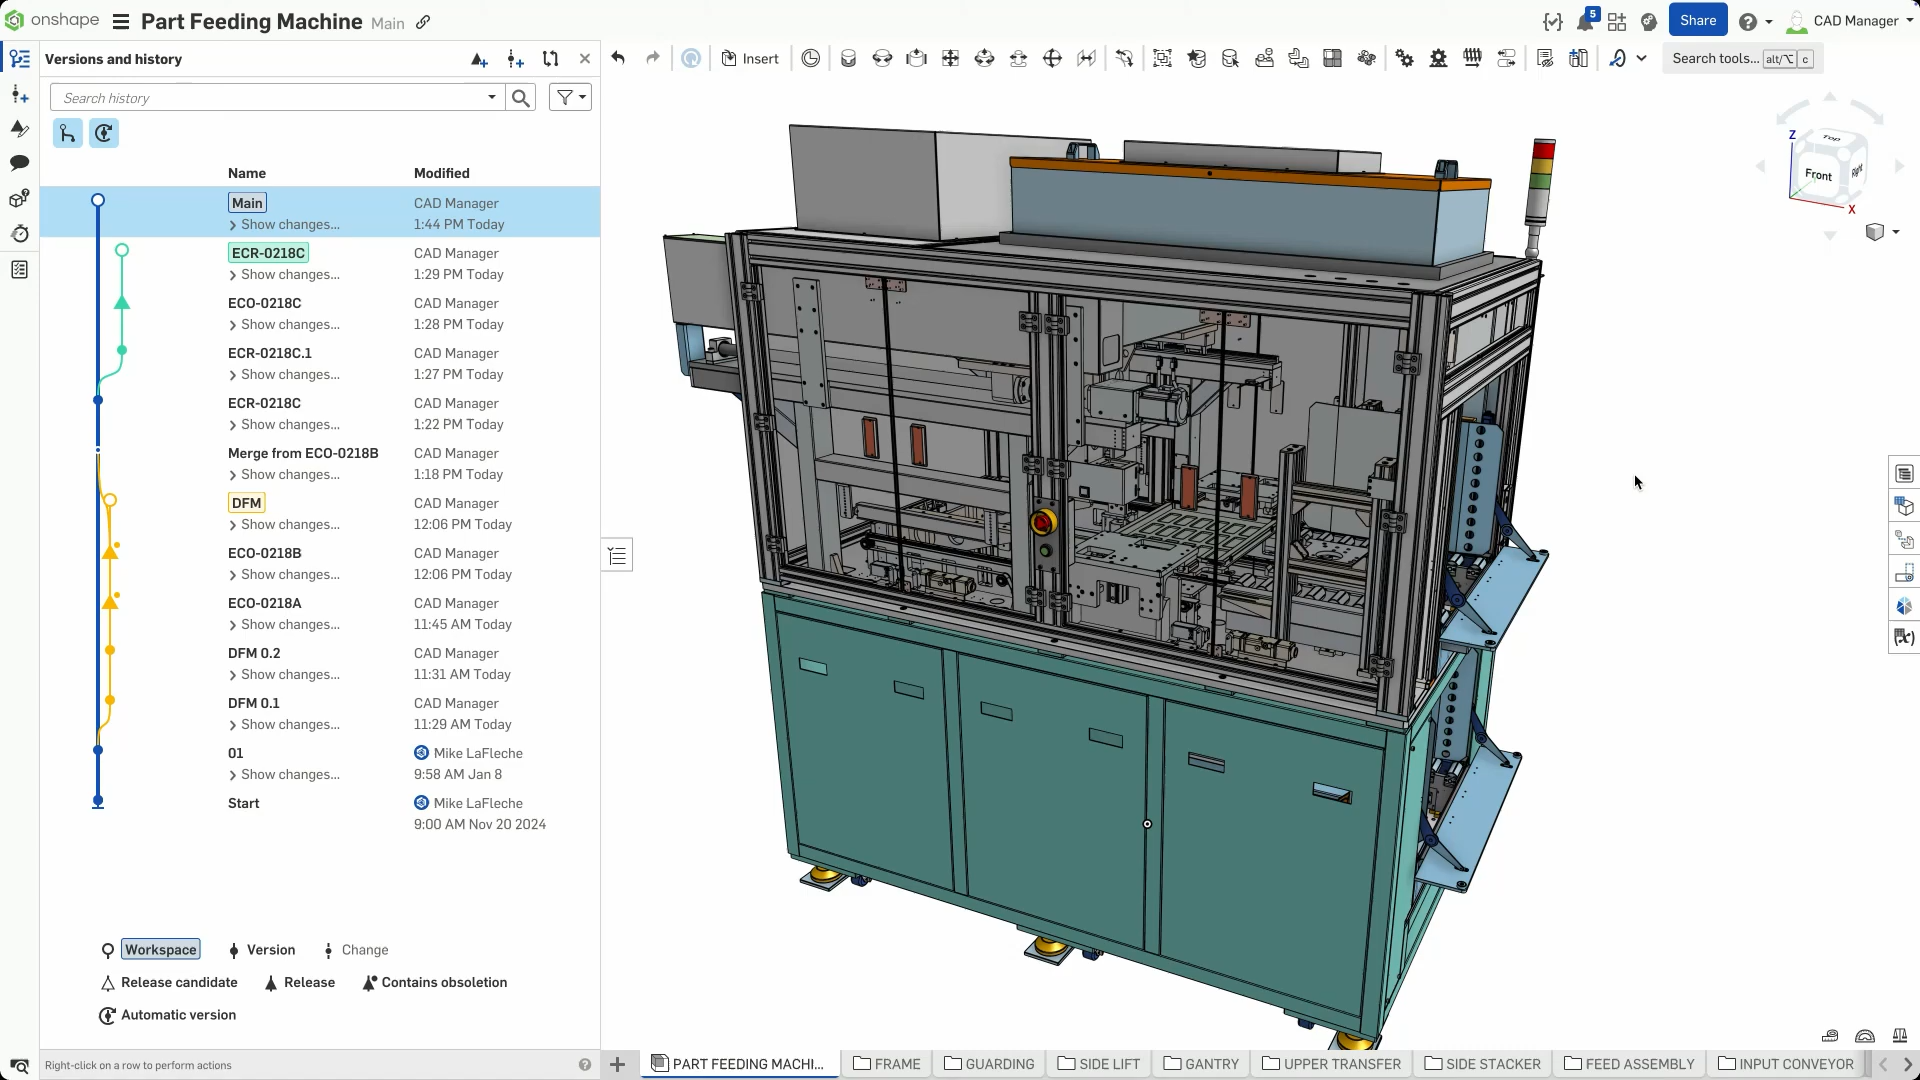 onshape Part Feeding Machine Main 5 Share CAD Manager
Versions and history Insert Search tools... alt/⌥ c
Search history
Name Modified
Main CAD Manager
Show changes... 1:44 PM Today
ECR-0218C CAD Manager
Show changes... 1:29 PM Today
ECO-0218C CAD Manager
Show changes... 1:28 PM Today
ECR-0218C.1 CAD Manager
Show changes... 1:27 PM Today
ECR-0218C CAD Manager
Show changes... 1:22 PM Today
Merge from ECO-0218B CAD Manager
Show changes... 1:18 PM Today
DFM CAD Manager
Show changes... 12:06 PM Today
ECO-0218B CAD Manager
Show changes... 12:06 PM Today
ECO-0218A CAD Manager
Show changes... 11:45 AM Today
DFM 0.2 CAD Manager
Show changes... 11:31 AM Today
DFM 0.1 CAD Manager
Show changes... 11:29 AM Today
01 Mike LaFleche
Show changes... 9:58 AM Jan 8
Start Mike LaFleche
9:00 AM Nov 20 2024
Workspace Version Change
Release candidate Release Contains obsoletion
Automatic version
Right-click on a row to perform actions
Top
Z
Front Right
X
(x)
PART FEEDING MACHI... FRAME GUARDING SIDE LIFT GANTRY UPPER TRANSFER SIDE STACKER FEED ASSEMBLY INPUT CONVEYOR